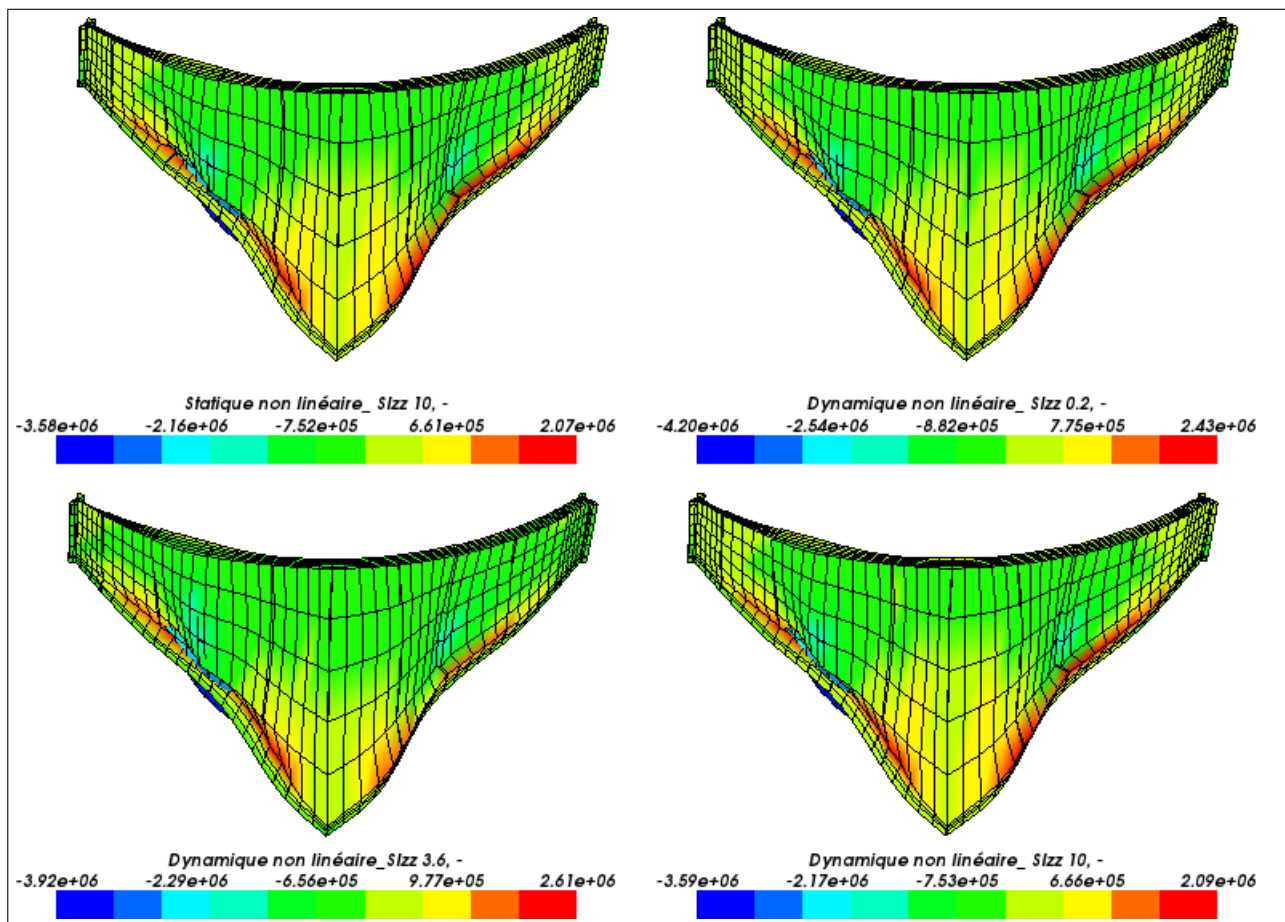 Statique non linéaire_ SIzz 10, -
-3.58e+06 -2.16e+06 -7.52e+05 6.61e+05 2.07e+06
Dynamique non linéaire_ SIzz 0.2, -
-4.20e+06 -2.54e+06 -8.82e+05 7.75e+05 2.43e+06
Dynamique non linéaire_SIzz 3.6, -
-3.92e+06 -2.29e+06 -6.56e+05 9.77e+05 2.61e+06
Dynamique non linéaire_ SIzz 10, -
-3.59e+06 -2.17e+06 -7.53e+05 6.66e+05 2.09e+06